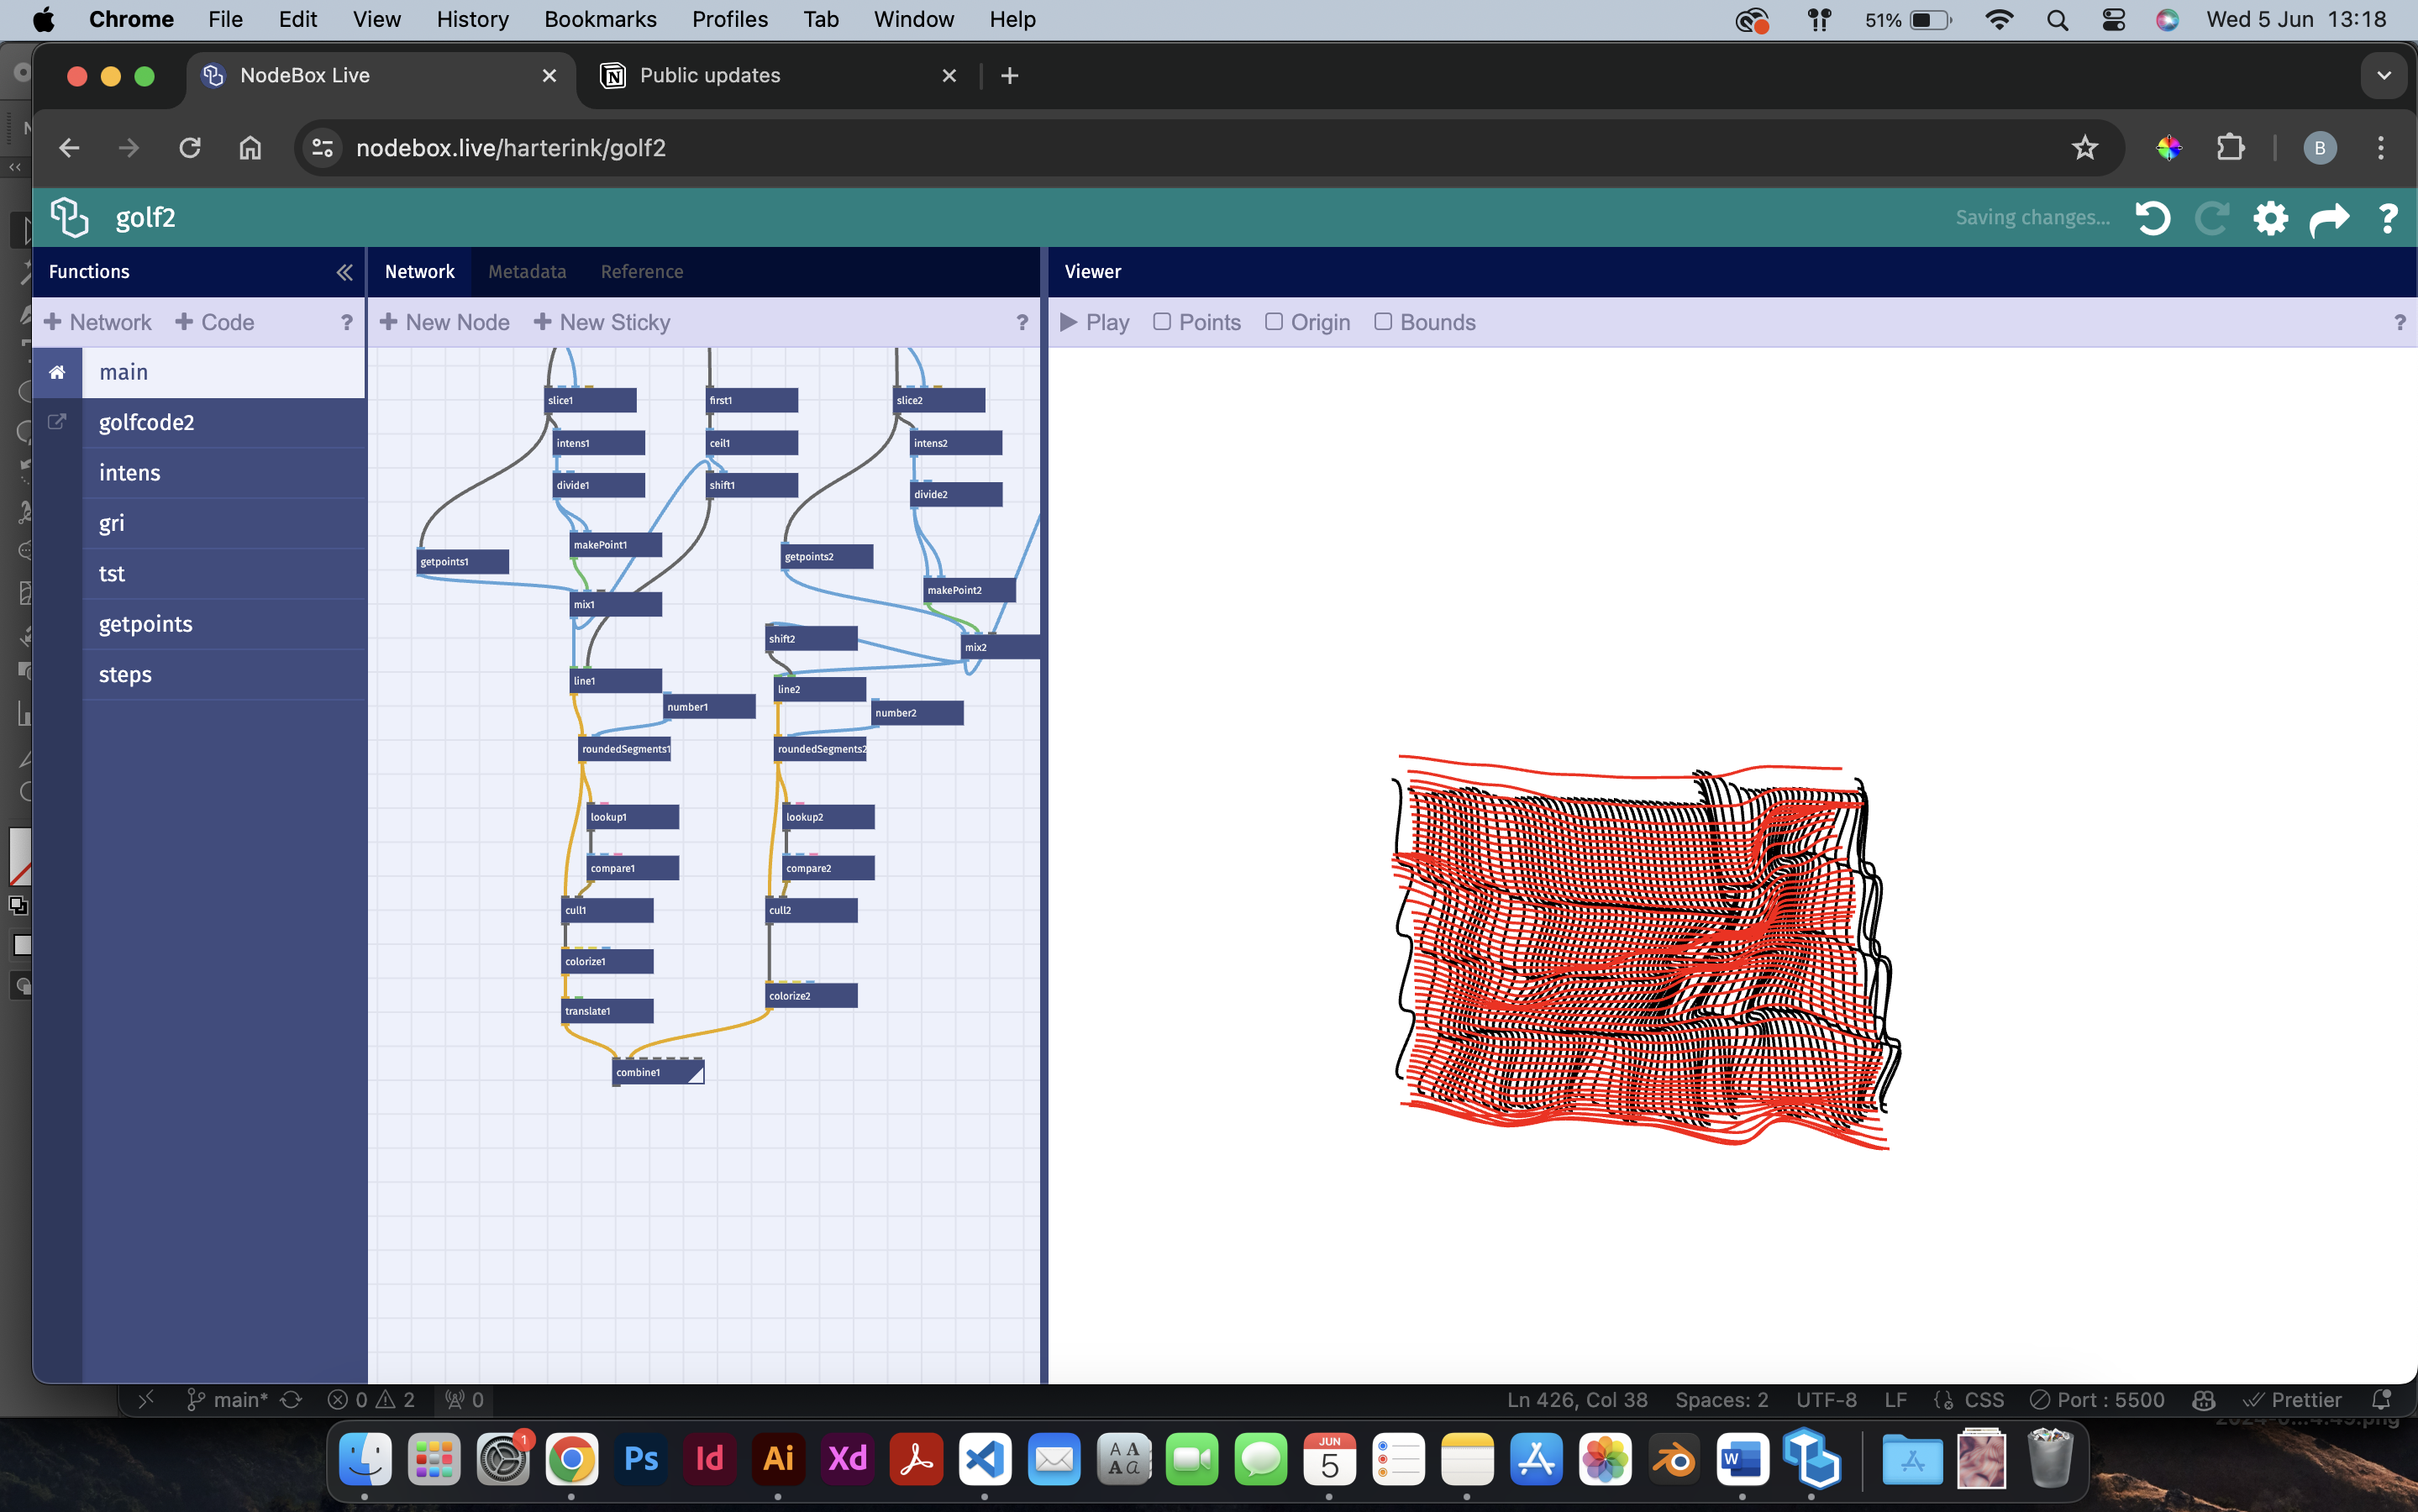 Chrome File Edit View History Bookmarks Profiles Tab Window Help 51% Wed 5 Jun 13:18
NodeBox Live Public updates
nodebox.live/harterink/golf2 B
golf2 Saving changes... ?
Functions Network Metadata Reference Viewer
Network Code ? New Node New Sticky ? Play Points Origin Bounds ?
main
golfcode2
intens
gri
tst
getpoints
steps
slice1 first1 slice2
intens1 ceil1 intens2
divide1 shift1 divide2
makePoint1
getpoints1 getpoints2
makePoint2
mix1
shift2 mix2
line1 line2
number1 number2
roundedSegments1 roundedSegments2
lookup1 lookup2
compare1 compare2
cull1 cull2
colorize1
colorize2
translate1
combine1
main* 0 2 0 Ln 426, Col 38 Spaces: 2 UTF-8 LF CSS Port : 5500 Prettier
1 Ps Id Ai Xd A A A a JUN 5 W